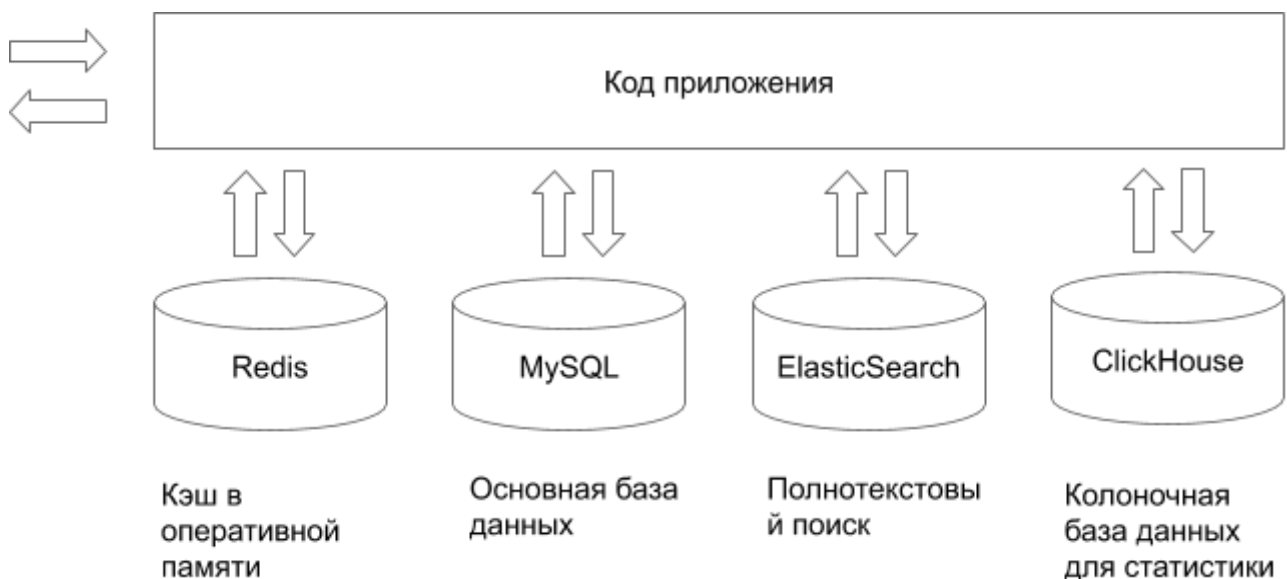 Код приложения
Redis
MySQL
ElasticSearch
ClickHouse
Кэш в
оперативной
памяти
Основная база
данных
Полнотекстовы
й поиск
Колоночная
база данных
для статистики